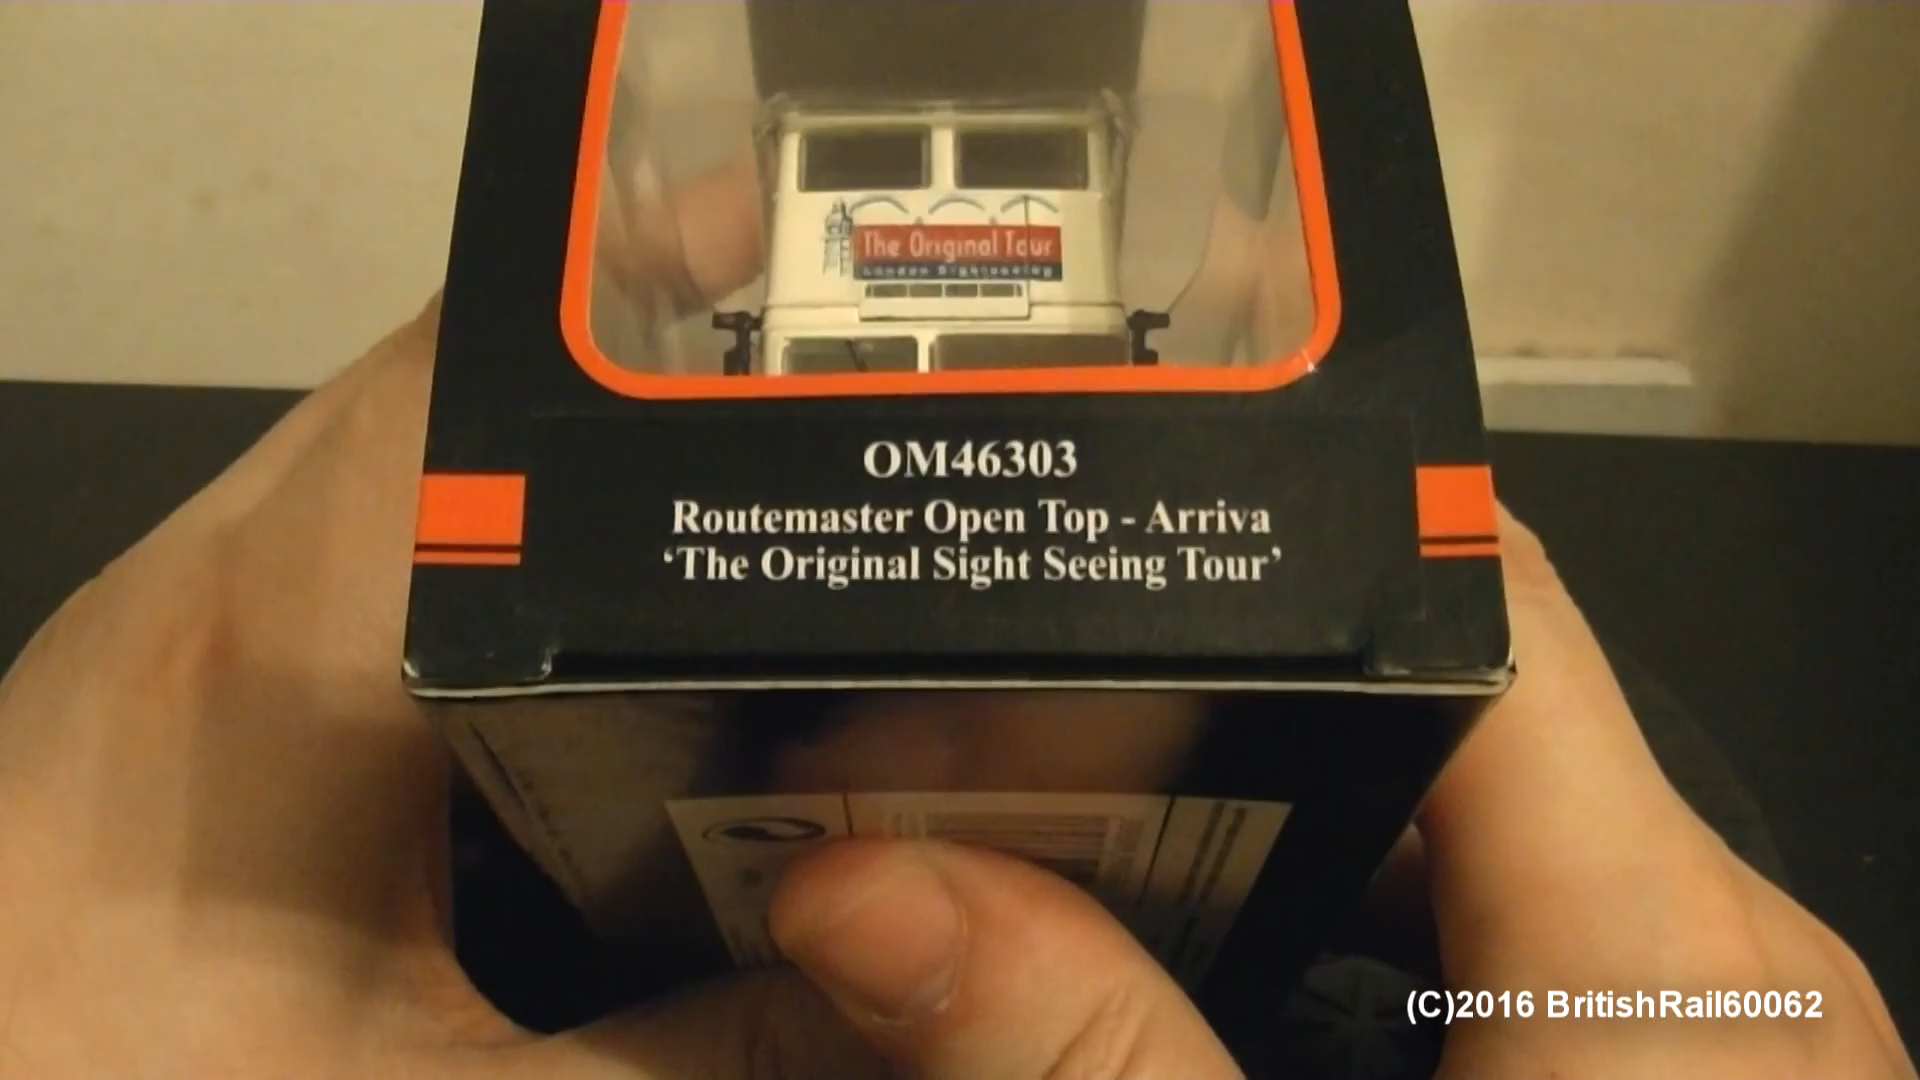 The Original Tour
London Sightseeing
OM46303
Routemaster Open Top - Arriva
‘The Original Sight Seeing Tour’
(C)2016 BritishRail60062